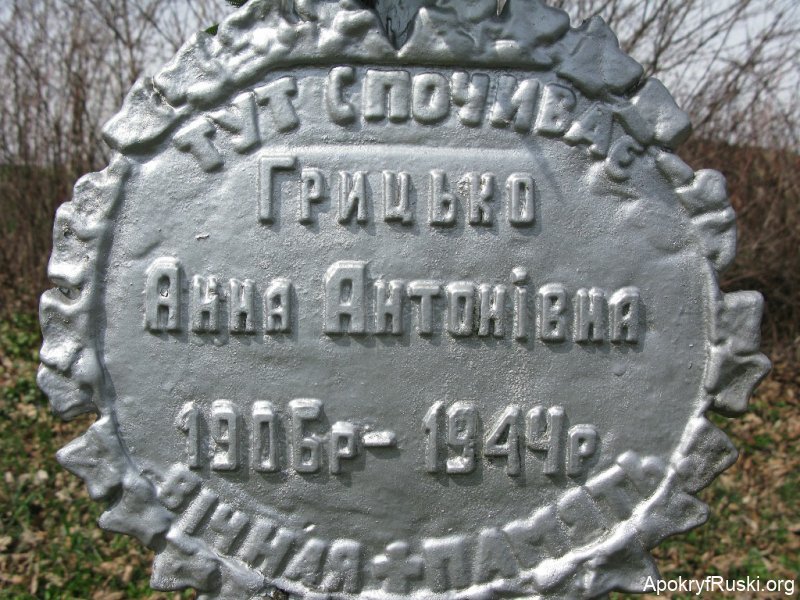 Тут спочиває
Грицько
Анна Антонівна
1906р-1944р
Вічная + память
ApokryfRuski.org